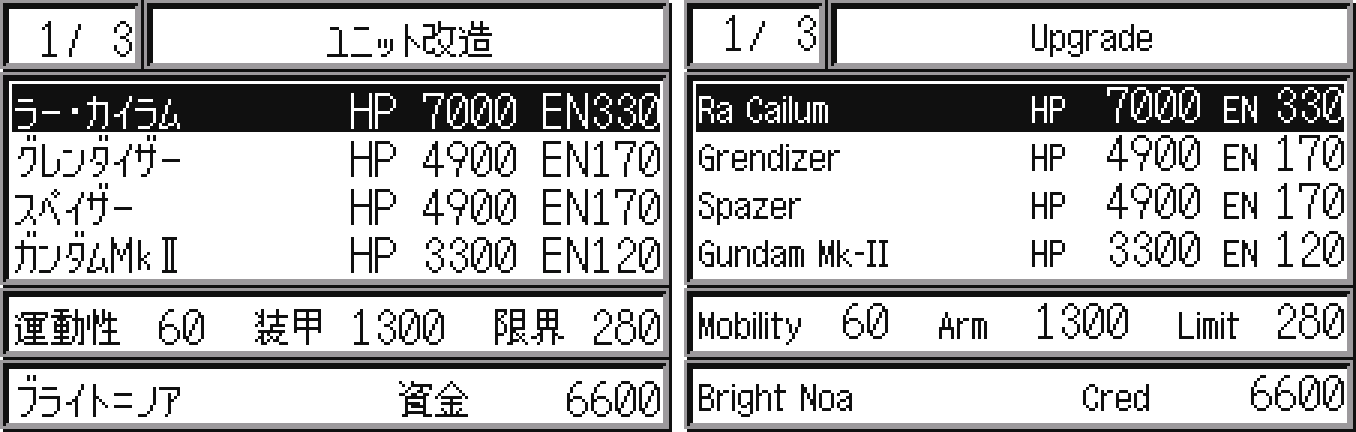 1/ 3 ユニット改造
ラー・カイラム HP 7000 EN330
グレンダイザー HP 4900 EN170
スペイザー HP 4900 EN170
ガンダムMkⅡ HP 3300 EN120
運動性 60 装甲 1300 限界 280
ブライト=ノア 資金 6600
1/ 3 Upgrade
Ra Cailum HP 7000 EN 330
Grendizer HP 4900 EN 170
Spazer HP 4900 EN 170
Gundam Mk-II HP 3300 EN 120
Mobility 60 Arm 1300 Limit 280
Bright Noa Cred 6600